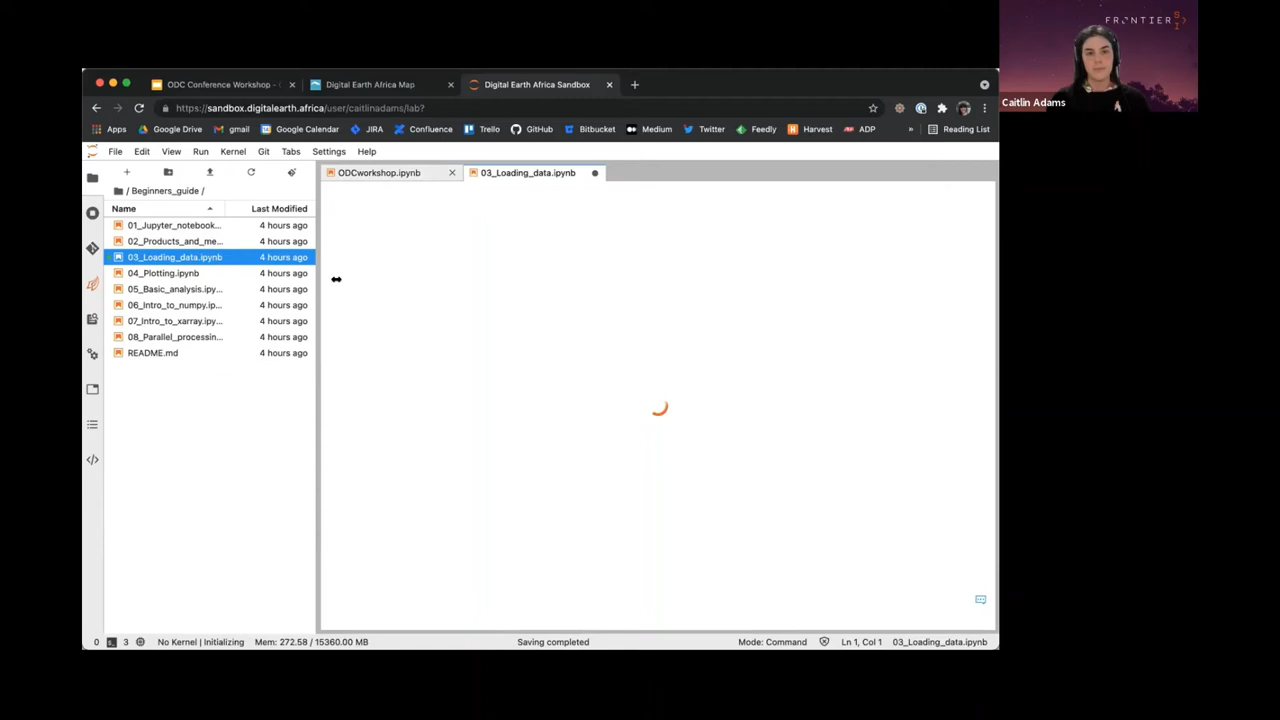 FRONTIER SI
Caitlin Adams
ODC Conference Workshop -
Digital Earth Africa Map
Digital Earth Africa Sandbox
https://sandbox.digitalearth.africa/user/caitlinadams/lab?
Apps Google Drive gmail Google Calendar JIRA Confluence Trello GitHub Bitbucket Medium Twitter Feedly Harvest ADP » Reading List
File Edit View Run Kernel Git Tabs Settings Help
ODCworkshop.ipynb
03_Loading_data.ipynb
/ Beginners_guide /
Name Last Modified
01_Jupyter_notebook... 4 hours ago
02_Products_and_me... 4 hours ago
03_Loading_data.ipynb 4 hours ago
04_Plotting.ipynb 4 hours ago
05_Basic_analysis.ipy... 4 hours ago
06_Intro_to_numpy.ip... 4 hours ago
07_Intro_to_xarray.ipy... 4 hours ago
08_Parallel_processin... 4 hours ago
README.md 4 hours ago
0 3 No Kernel | Initializing Mem: 272.58 / 15360.00 MB Saving completed Mode: Command Ln 1, Col 1 03_Loading_data.ipynb